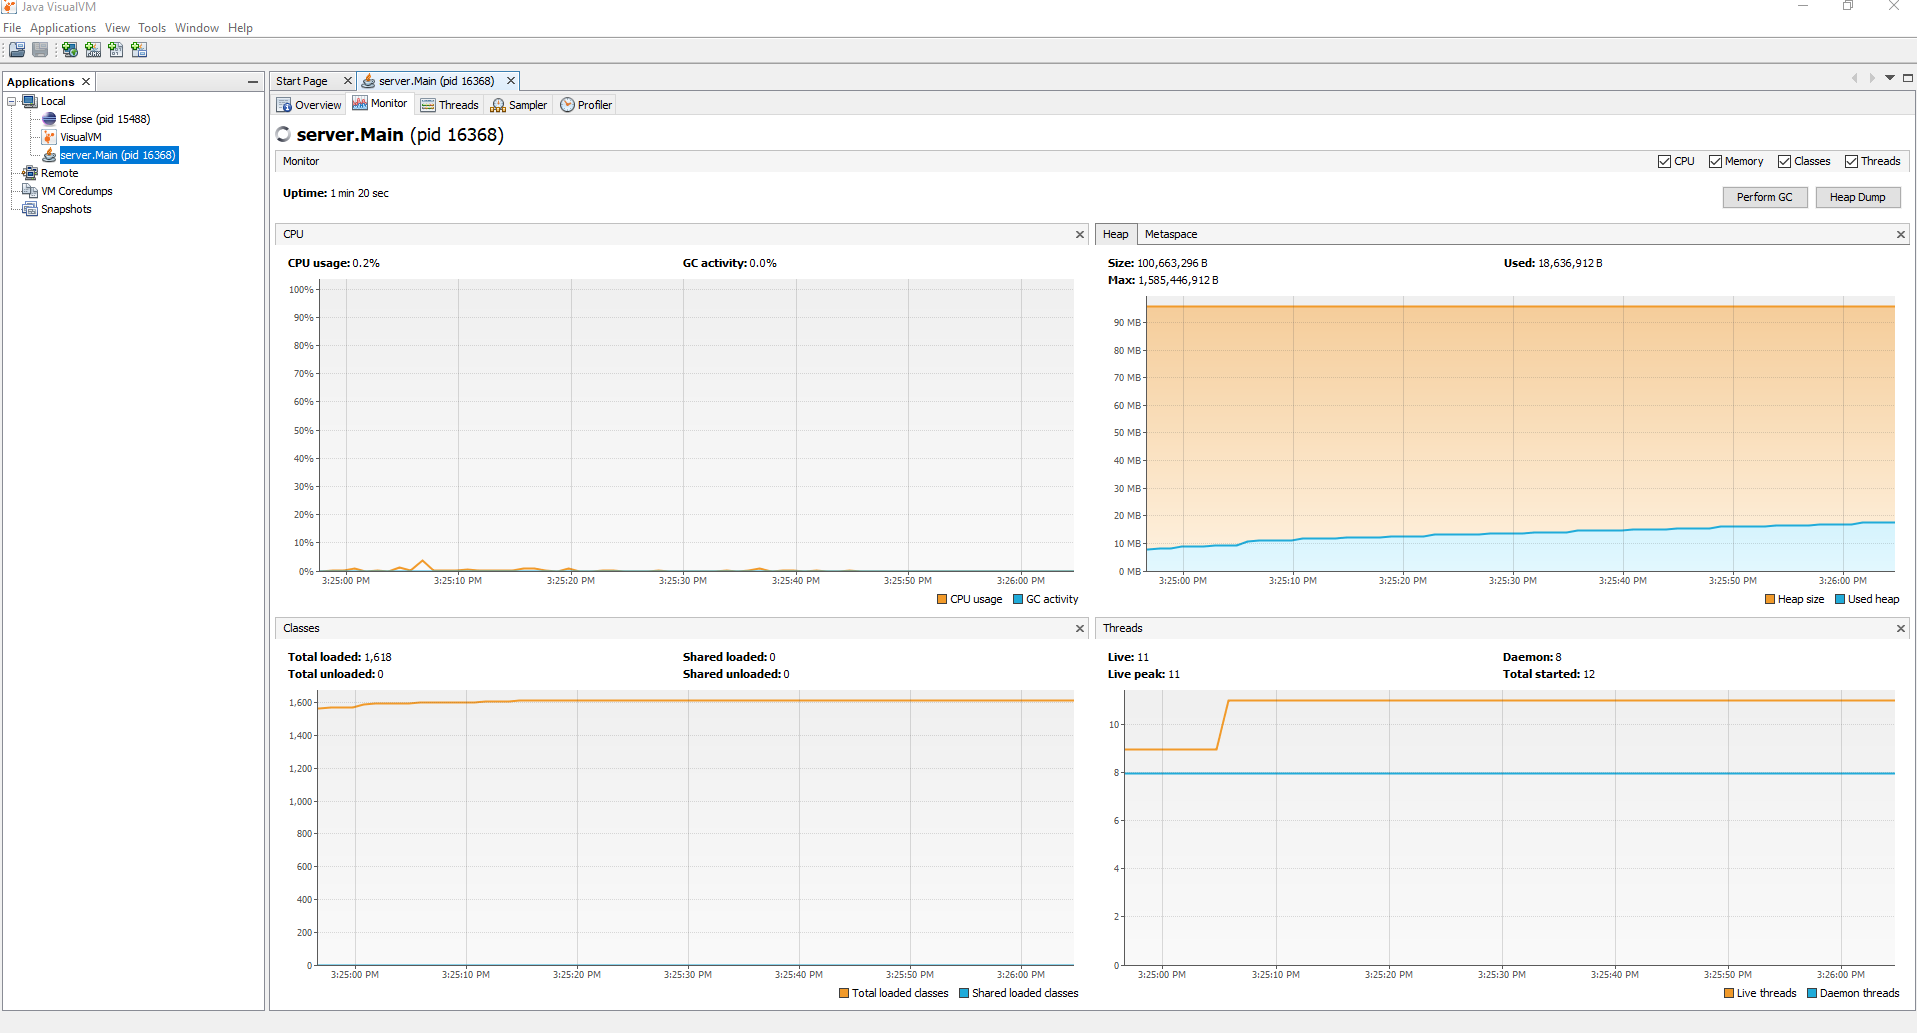 Java VisualVM
File Applications View Tools Window Help
Applications
Local
Eclipse (pid 15488)
VisualVM
server.Main (pid 16368)
Remote
VM Coredumps
Snapshots
Start Page server.Main (pid 16368)
Overview Monitor Threads Sampler Profiler
server.Main (pid 16368)
Monitor CPU Memory Classes Threads
Uptime: 1 min 20 sec
Perform GC Heap Dump
CPU
CPU usage: 0.2% GC activity: 0.0%
100%
90%
80%
70%
60%
50%
40%
30%
20%
10%
0%
3:25:00 PM 3:25:10 PM 3:25:20 PM 3:25:30 PM 3:25:40 PM 3:25:50 PM 3:26:00 PM
CPU usage GC activity
Heap Metaspace
Size: 100,663,296 B Used: 18,636,912 B
Max: 1,585,446,912 B
90 MB
80 MB
70 MB
60 MB
50 MB
40 MB
30 MB
20 MB
10 MB
0 MB
3:25:00 PM 3:25:10 PM 3:25:20 PM 3:25:30 PM 3:25:40 PM 3:25:50 PM 3:26:00 PM
Heap size Used heap
Classes
Total loaded: 1,618 Shared loaded: 0
Total unloaded: 0 Shared unloaded: 0
1,600
1,400
1,200
1,000
800
600
400
200
0
3:25:00 PM 3:25:10 PM 3:25:20 PM 3:25:30 PM 3:25:40 PM 3:25:50 PM 3:26:00 PM
Total loaded classes Shared loaded classes
Threads
Live: 11 Daemon: 8
Live peak: 11 Total started: 12
10
8
6
4
2
0
3:25:00 PM 3:25:10 PM 3:25:20 PM 3:25:30 PM 3:25:40 PM 3:25:50 PM 3:26:00 PM
Live threads Daemon threads